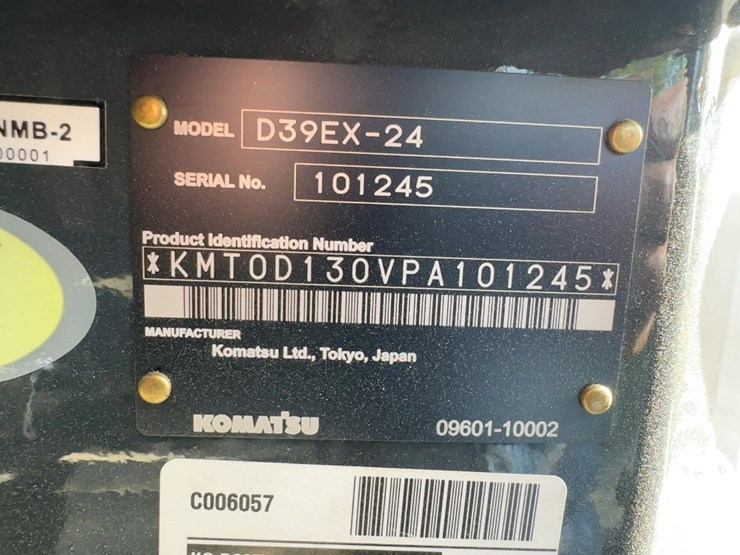 NMB-2
00001
MODEL D39EX-24
SERIAL No. 101245
Product Identification Number
*KMT0D130VPA101245*
MANUFACTURER
Komatsu Ltd., Tokyo, Japan
KOMATSU 09601-10002
C006057